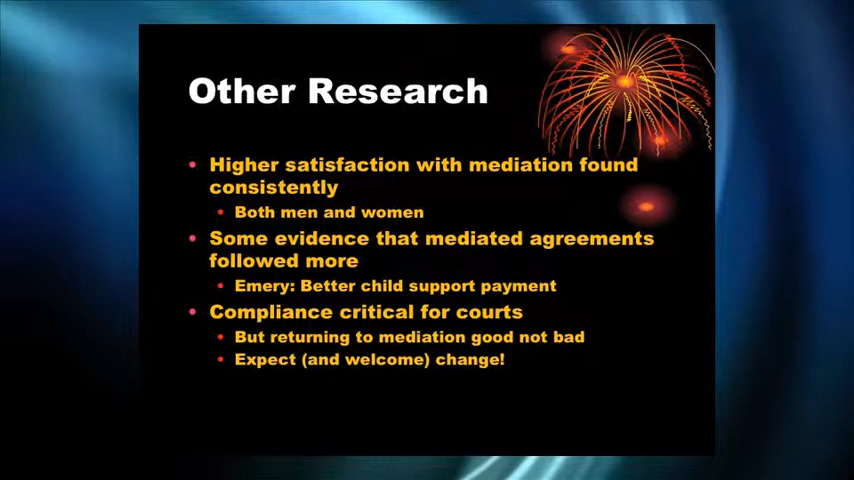 Other Research
• Higher satisfaction with mediation found
consistently
• Both men and women
• Some evidence that mediated agreements
followed more
• Emery: Better child support payment
• Compliance critical for courts
• But returning to mediation good not bad
• Expect (and welcome) change!